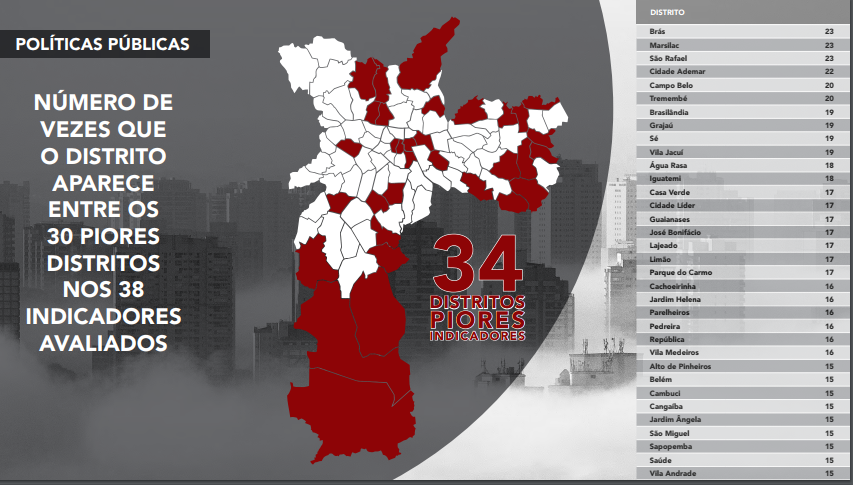 POLÍTICAS PÚBLICAS
NÚMERO DE
VEZES QUE
O DISTRITO
APARECE
ENTRE OS
30 PIORES
DISTRITOS
NOS 38
INDICADORES
AVALIADOS
34
DISTRITOS
PIORES
INDICADORES
DISTRITO
Brás 23
Marsilac 23
São Rafael 23
Cidade Ademar 22
Campo Belo 20
Tremembé 20
Brasilândia 19
Grajaú 19
Sé 19
Vila Jacuí 19
Água Rasa 18
Iguatemi 18
Casa Verde 17
Cidade Líder 17
Guaianases 17
José Bonifácio 17
Lajeado 17
Limão 17
Parque do Carmo 17
Cachoeirinha 16
Jardim Helena 16
Parelheiros 16
Pedreira 16
República 16
Vila Medeiros 16
Alto de Pinheiros 15
Belém 15
Cambuci 15
Cangaíba 15
Jardim Ângela 15
São Miguel 15
Sapopemba 15
Saúde 15
Vila Andrade 15